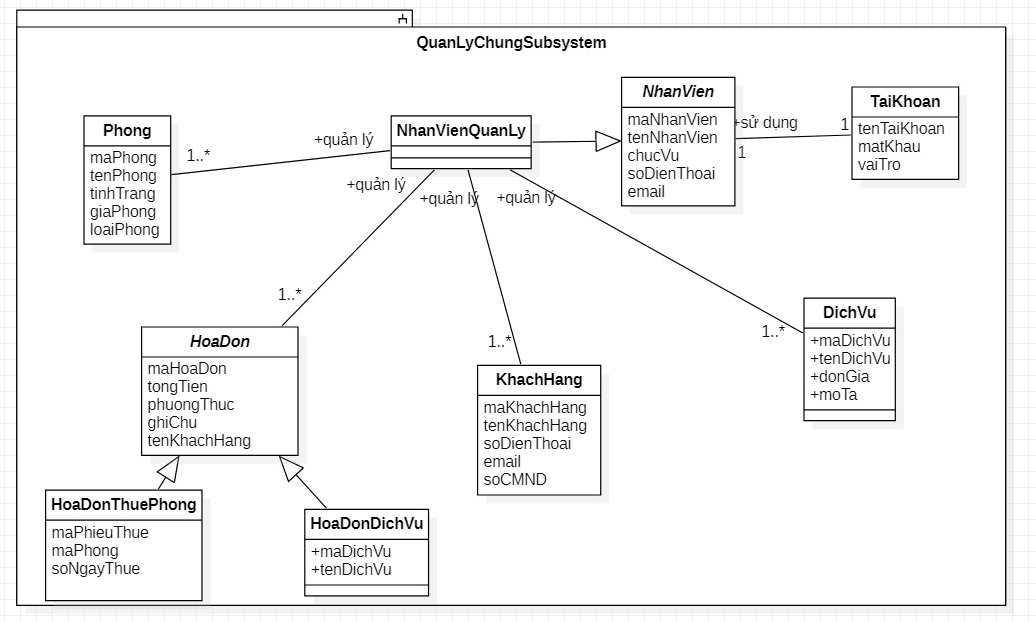 QuanLyChungSubsystem
NhanVien
maNhanVien
tenNhanVien
chucVu
soDienThoai
email
+sử dụng
1
1
TaiKhoan
tenTaiKhoan
matKhau
vaiTro
Phong
maPhong
tenPhong
tinhTrang
giaPhong
loaiPhong
1..*
+quản lý
NhanVienQuanLy
+quản lý
+quản lý
+quản lý
1..*
1..*
1..*
HoaDon
maHoaDon
tongTien
phuongThuc
ghiChu
tenKhachHang
KhachHang
maKhachHang
tenKhachHang
soDienThoai
email
soCMND
DichVu
+maDichVu
+tenDichVu
+donGia
+moTa
HoaDonThuePhong
maPhieuThue
maPhong
soNgayThue
HoaDonDichVu
+maDichVu
+tenDichVu